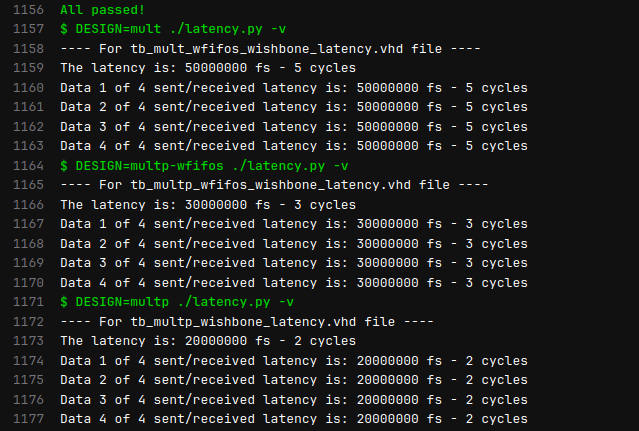 1156 All passed!
1157 $ DESIGN=mult ./latency.py -v
1158 ---- For tb_mult_wfifos_wishbone_latency.vhd file ----
1159 The latency is: 50000000 fs - 5 cycles
1160 Data 1 of 4 sent/received latency is: 50000000 fs - 5 cycles
1161 Data 2 of 4 sent/received latency is: 50000000 fs - 5 cycles
1162 Data 3 of 4 sent/received latency is: 50000000 fs - 5 cycles
1163 Data 4 of 4 sent/received latency is: 50000000 fs - 5 cycles
1164 $ DESIGN=multp-wfifos ./latency.py -v
1165 ---- For tb_multp_wfifos_wishbone_latency.vhd file ----
1166 The latency is: 30000000 fs - 3 cycles
1167 Data 1 of 4 sent/received latency is: 30000000 fs - 3 cycles
1168 Data 2 of 4 sent/received latency is: 30000000 fs - 3 cycles
1169 Data 3 of 4 sent/received latency is: 30000000 fs - 3 cycles
1170 Data 4 of 4 sent/received latency is: 30000000 fs - 3 cycles
1171 $ DESIGN=multp ./latency.py -v
1172 ---- For tb_multp_wishbone_latency.vhd file ----
1173 The latency is: 20000000 fs - 2 cycles
1174 Data 1 of 4 sent/received latency is: 20000000 fs - 2 cycles
1175 Data 2 of 4 sent/received latency is: 20000000 fs - 2 cycles
1176 Data 3 of 4 sent/received latency is: 20000000 fs - 2 cycles
1177 Data 4 of 4 sent/received latency is: 20000000 fs - 2 cycles